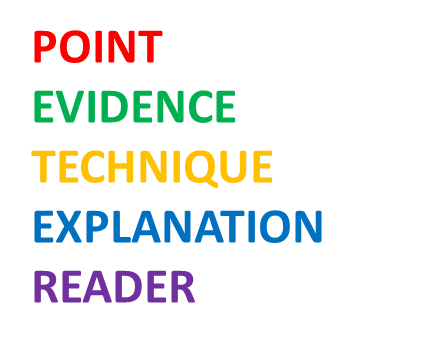 POINT
EVIDENCE
TECHNIQUE
EXPLANATION
READER